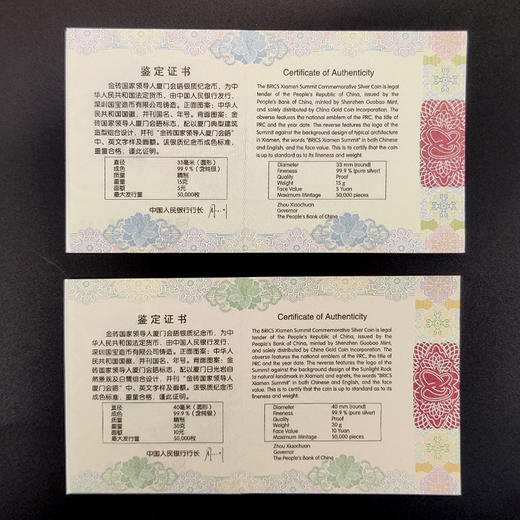 鉴定证书
金砖国家领导人厦门会晤银质纪念币，为中
华人民共和国法定货币，由中国人民银行发行，
深圳国宝造币有限公司铸造。正面图案：中华人
民共和国国徽，并刊国名、年号。背面图案：金
砖国家领导人厦门会晤标志，配以厦门典型建筑
造型组合设计，并刊“金砖国家领导人厦门会晤”
中、英文字样及面额。该银质纪念币成色标准，
重量合格，谨此证明。
直径 33毫米（圆形）
成色 99.9%（含纯银）
质量 精制
重量 15克
面额 5元
最大发行量 50,000枚
中国人民银行行长
Certificate of Authenticity
The BRICS Xiamen Summit Commemorative Silver Coin is legal
tender of the People's Republic of China, issued by the
People's Bank of China, minted by Shenzhen Guobao Mint,
and solely distributed by China Gold Coin Incorporation. The
obverse features the national emblem of the PRC, the title of
PRC and the year date. The reverse features the logo of the
Summit against the background design of typical architecture
in Xiamen, the words "BRICS Xiamen Summit" in both Chinese
and English, and the face value. This is to certify that the coin
is up to standard as to its fineness and weight.
Diameter 33 mm (round)
Fineness 99.9 % (pure silver)
Quality Proof
Weight 15 g
Face Value 5 Yuan
Maximum Mintage 50,000 pieces
Zhou Xiaochuan
Governor
The People's Bank of China
鉴定证书
金砖国家领导人厦门会晤银质纪念币，为中
华人民共和国法定货币，由中国人民银行发行，
深圳国宝造币有限公司铸造。正面图案：中华人
民共和国国徽，并刊国名、年号。背面图案：金
砖国家领导人厦门会晤标志，配以厦门日光岩自
然景观及白鹭组合设计，并刊“金砖国家领导人厦
门会晤”中、英文字样及面额。该银质纪念币
成色标准，重量合格，谨此证明。
直径 40毫米（圆形）
成色 99.9%（含纯银）
质量 精制
重量 30克
面额 10元
最大发行量 50,000枚
中国人民银行行长
Certificate of Authenticity
The BRICS Xiamen Summit Commemorative Silver Coin is legal
tender of the People's Republic of China, issued by the
People's Bank of China, minted by Shenzhen Guobao Mint,
and solely distributed by China Gold Coin Incorporation. The
obverse features the national emblem of the PRC, the title of
PRC and the year date. The reverse features the logo of the
Summit against the background design of the Sunlight Rock
(a natural landmark in Xiamen) and egrets, the words "BRICS
Xiamen Summit" in both Chinese and English, and the face
value. This is to certify that the coin is up to standard as to its
fineness and weight.
Diameter 40 mm (round)
Fineness 99.9 % (pure silver)
Quality Proof
Weight 30 g
Face Value 10 Yuan
Maximum Mintage 50,000 pieces
Zhou Xiaochuan
Governor
The People's Bank of China